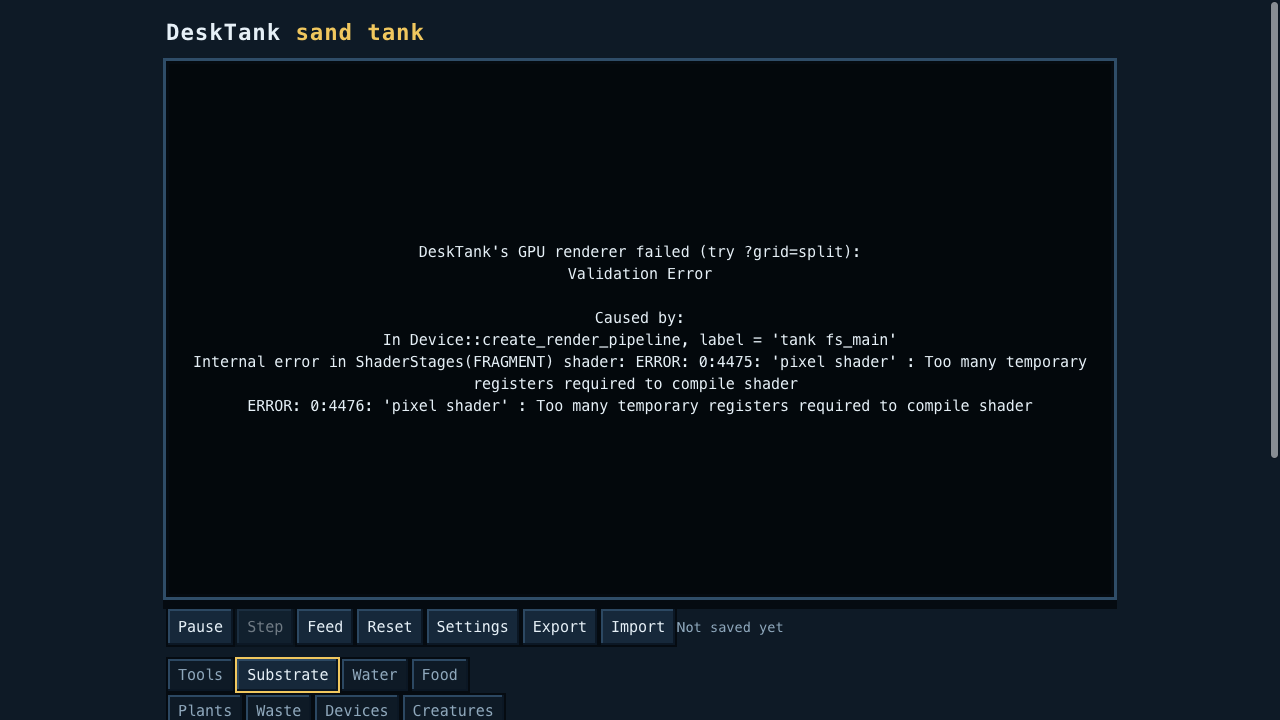 DeskTank sand tank
DeskTank's GPU renderer failed (try ?grid=split):
Validation Error
Caused by:
In Device::create_render_pipeline, label = 'tank fs_main'
Internal error in ShaderStages(FRAGMENT) shader: ERROR: 0:4475: 'pixel shader' : Too many temporary
registers required to compile shader
ERROR: 0:4476: 'pixel shader' : Too many temporary registers required to compile shader
Pause Step Feed Reset Settings Export Import Not saved yet
Tools Substrate Water Food
Plants Waste Devices Creatures